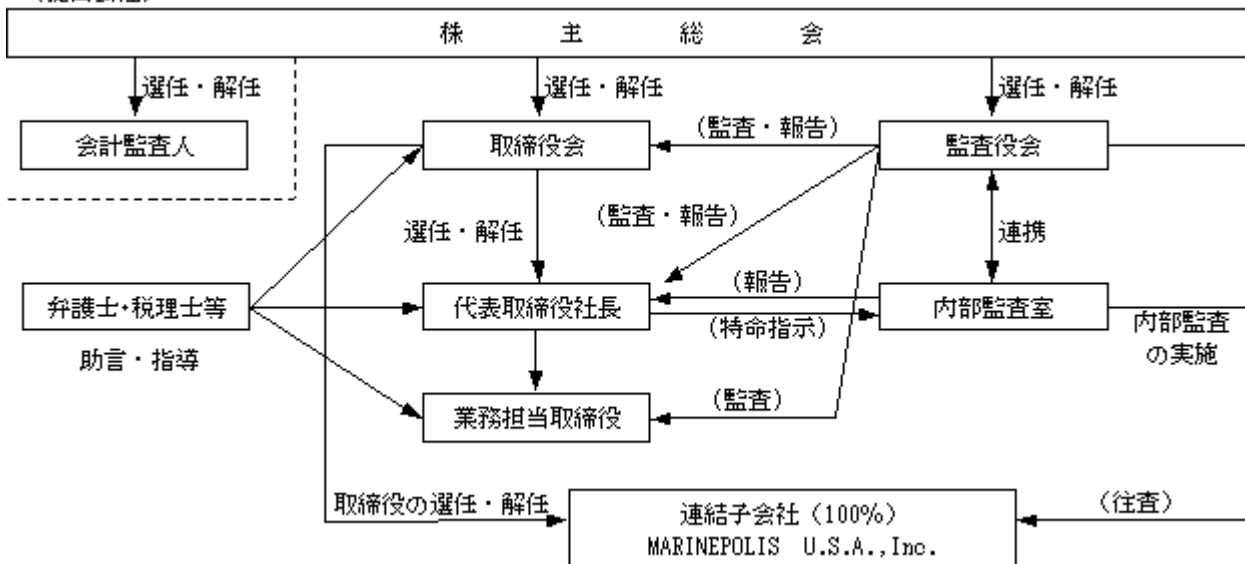 株 主 総 会
選任・解任
選任・解任
選任・解任
会計監査人
取締役会
(監査・報告)
監査役会
選任・解任
(監査・報告)
連携
弁護士・税理士等
代表取締役社長
(報告)
(特命指示)
内部監査室
助言・指導
内部監査
の実施
業務担当取締役
(監査)
取締役の選任・解任
連結子会社(100%)
MARINEPOLIS U.S.A.,Inc.
(往査)